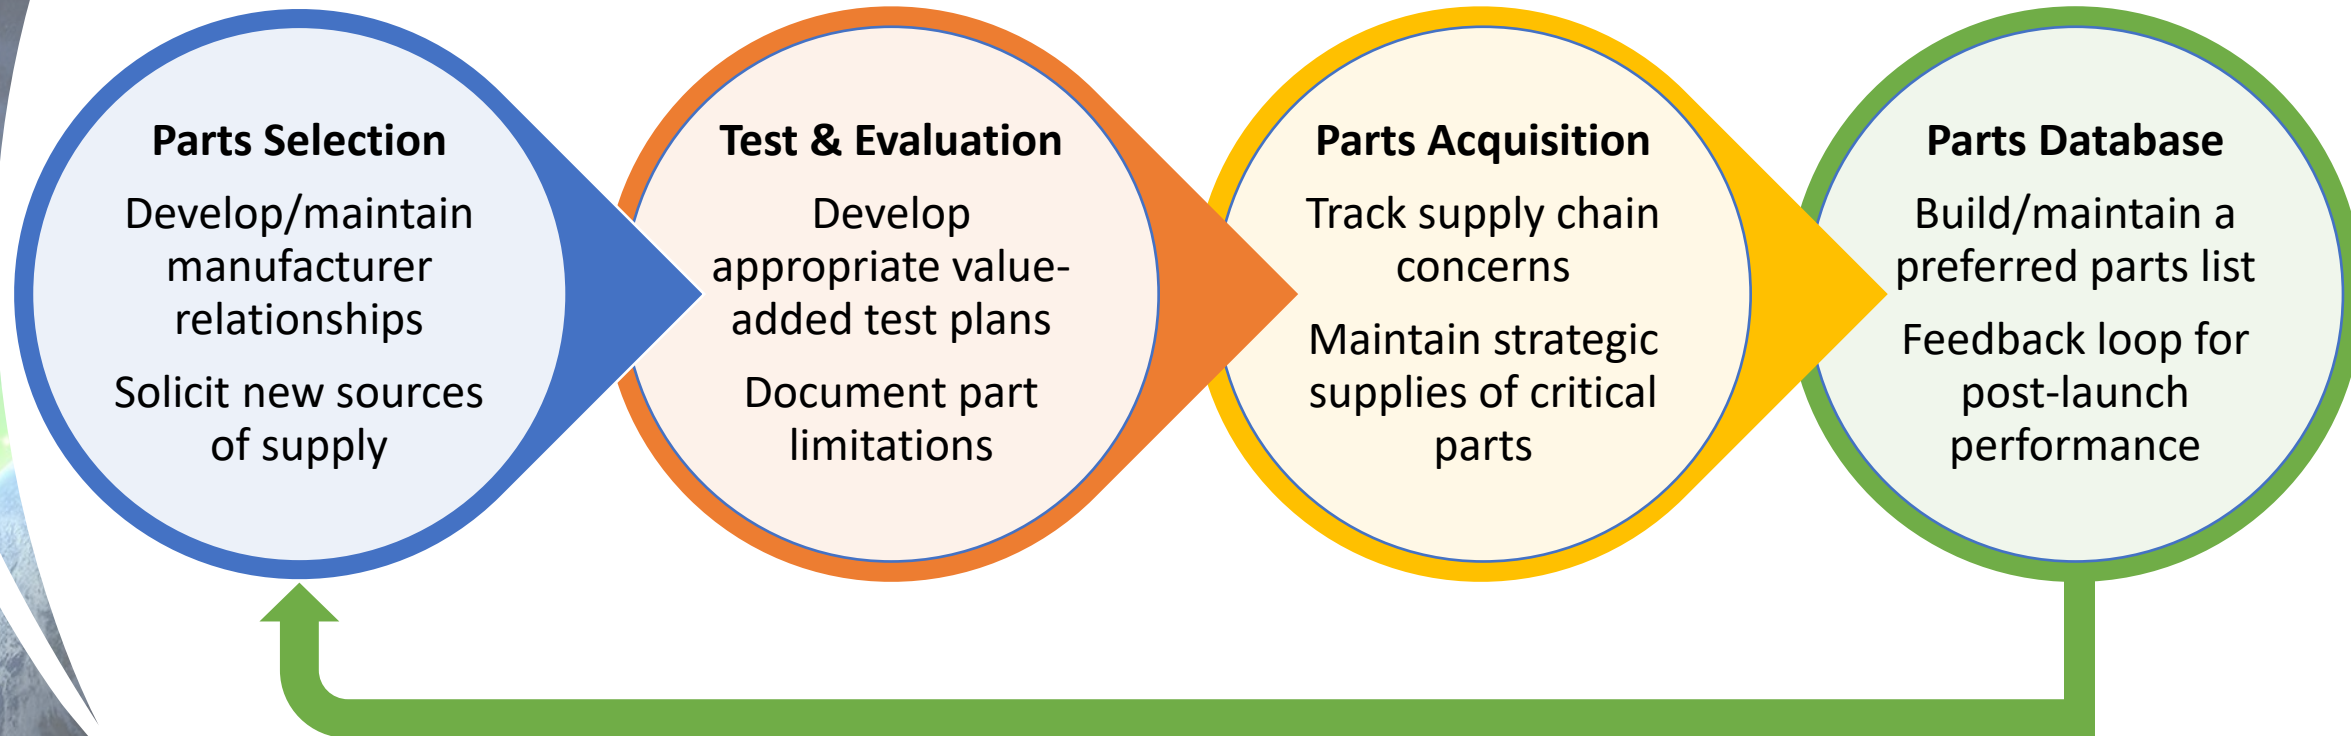 Parts Selection
Develop/maintain
manufacturer
relationships
Solicit new sources
of supply
Test & Evaluation
Develop
appropriate value-
added test plans
Document part
limitations
Parts Acquisition
Track supply chain
concerns
Maintain strategic
supplies of critical
parts
Parts Database
Build/maintain a
preferred parts list
Feedback loop for
post-launch
performance